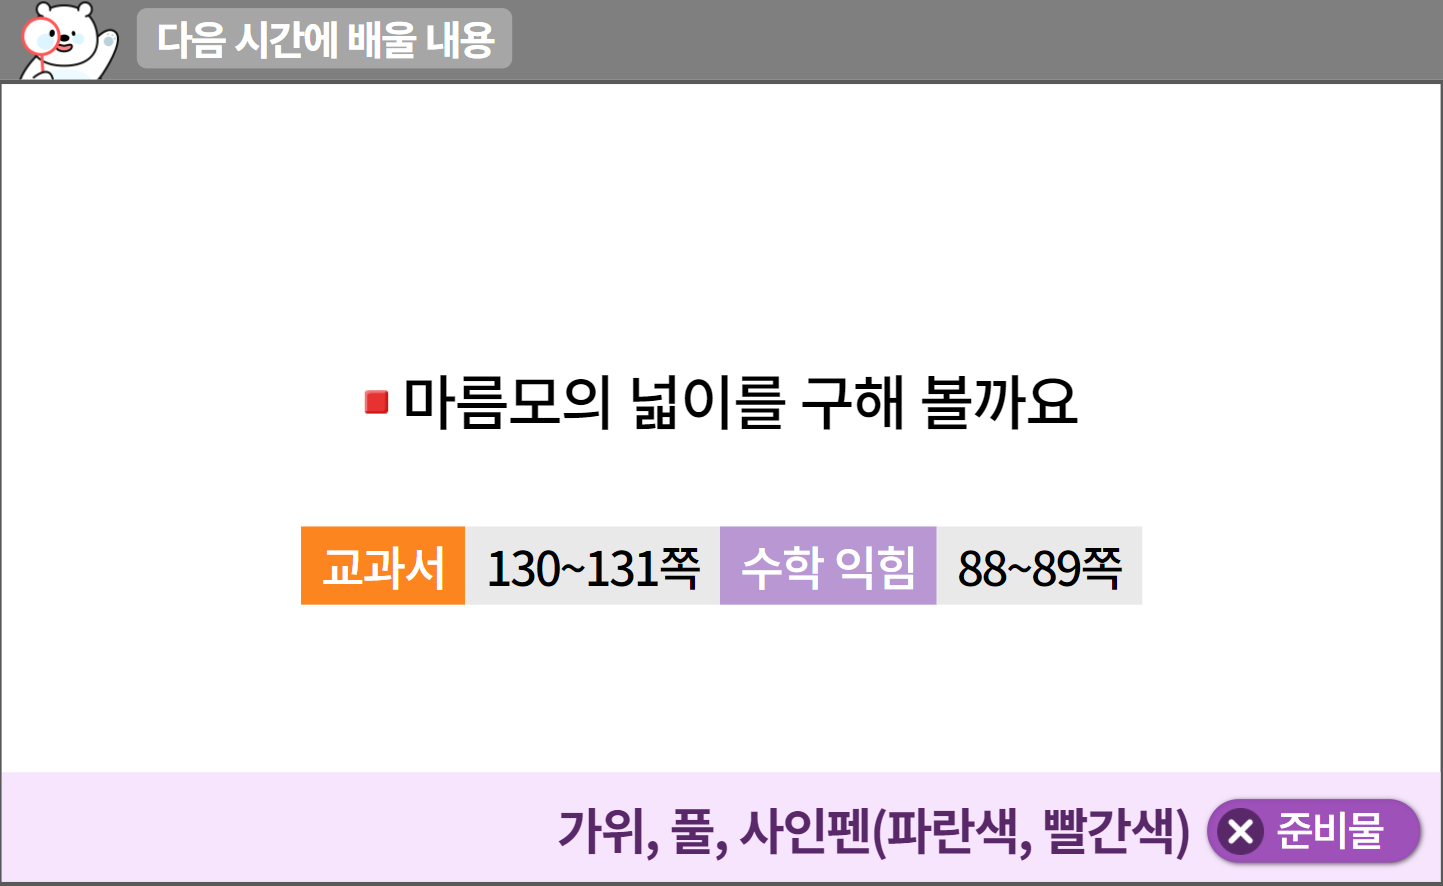 다음 시간에 배울 내용
마름모의 넓이를 구해 볼까요
교과서 130~131쪽 수학 익힘 88~89쪽
가위, 풀, 사인펜(파란색, 빨간색) 준비물